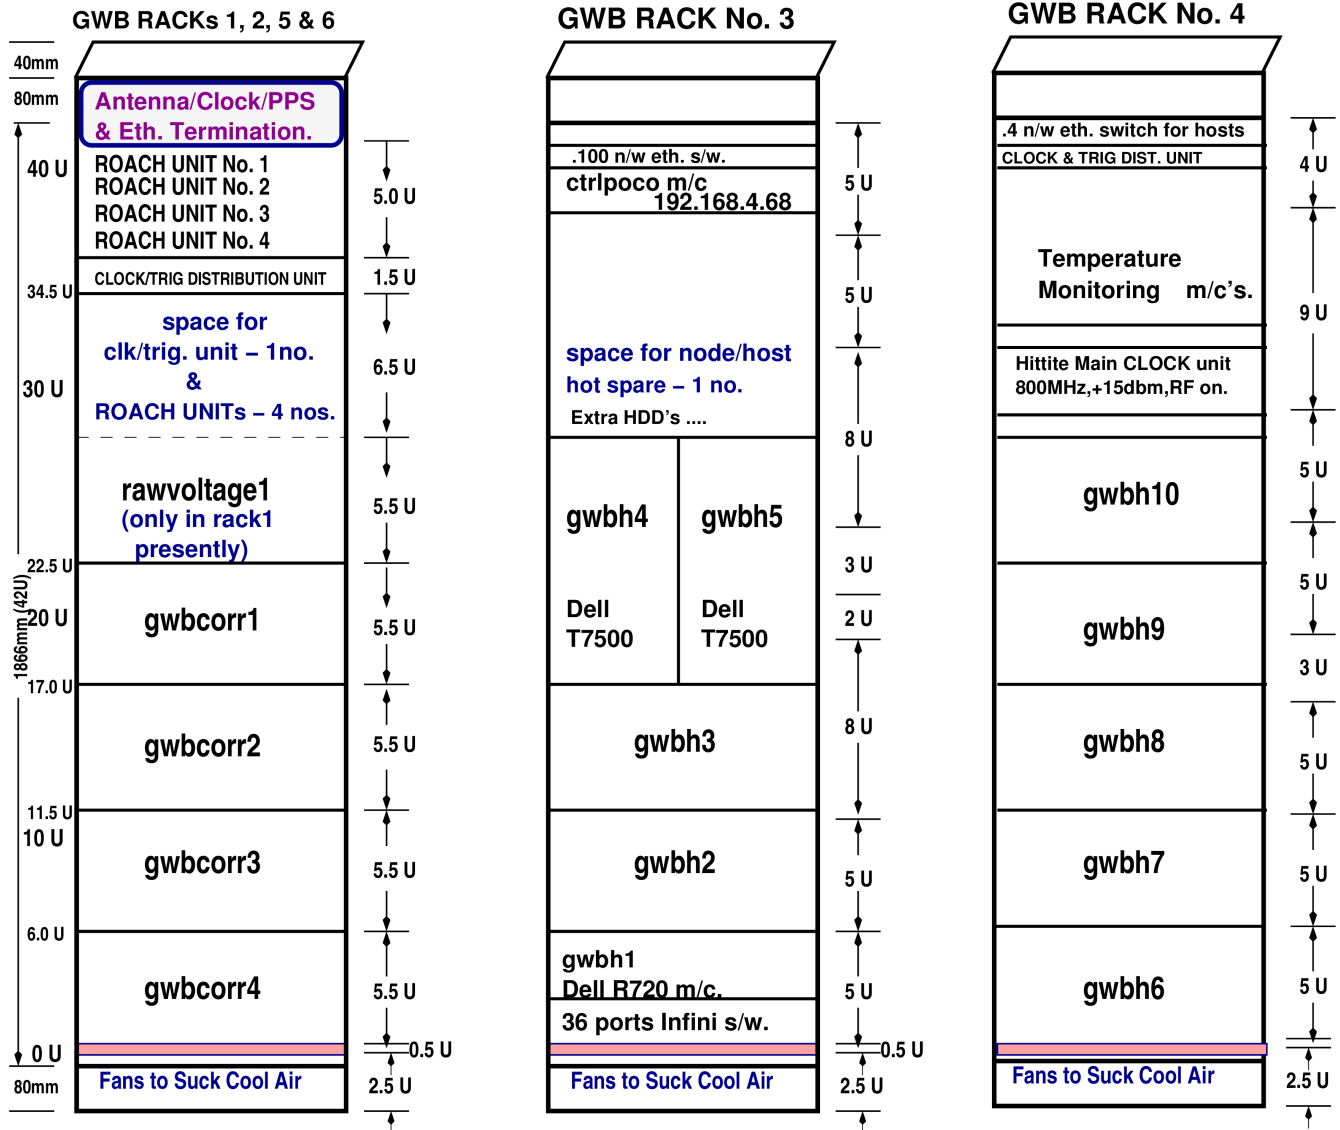 GWB RACKs 1, 2, 5 & 6
40mm
80mm
Antenna/Clock/PPS
& Eth. Termination.
40 U
ROACH UNIT No. 1
ROACH UNIT No. 2
ROACH UNIT No. 3
ROACH UNIT No. 4
5.0 U
CLOCK/TRIG DISTRIBUTION UNIT
1.5 U
34.5 U
space for
clk/trig. unit – 1no.
&
ROACH UNITs – 4 nos.
6.5 U
30 U
rawvoltage1
(only in rack1
presently)
5.5 U
22.5 U
1866mm (42U)
20 U
gwbcorr1
5.5 U
17.0 U
gwbcorr2
5.5 U
11.5 U
10 U
gwbcorr3
5.5 U
6.0 U
gwbcorr4
5.5 U
0 U
0.5 U
80mm
Fans to Suck Cool Air
2.5 U
GWB RACK No. 3
.100 n/w eth. s/w.
ctrlpoco m/c
192.168.4.68
5 U
5 U
space for node/host
hot spare – 1 no.
Extra HDD's ....
8 U
gwbh4
gwbh5
3 U
Dell
T7500
Dell
T7500
2 U
gwbh3
8 U
gwbh2
5 U
gwbh1
Dell R720 m/c.
5 U
36 ports Infini s/w.
0.5 U
Fans to Suck Cool Air
2.5 U
GWB RACK No. 4
.4 n/w eth. switch for hosts
CLOCK & TRIG DIST. UNIT
4 U
Temperature
Monitoring m/c's.
9 U
Hittite Main CLOCK unit
800MHz,+15dbm,RF on.
gwbh10
5 U
5 U
gwbh9
3 U
gwbh8
5 U
gwbh7
5 U
gwbh6
5 U
Fans to Suck Cool Air
2.5 U